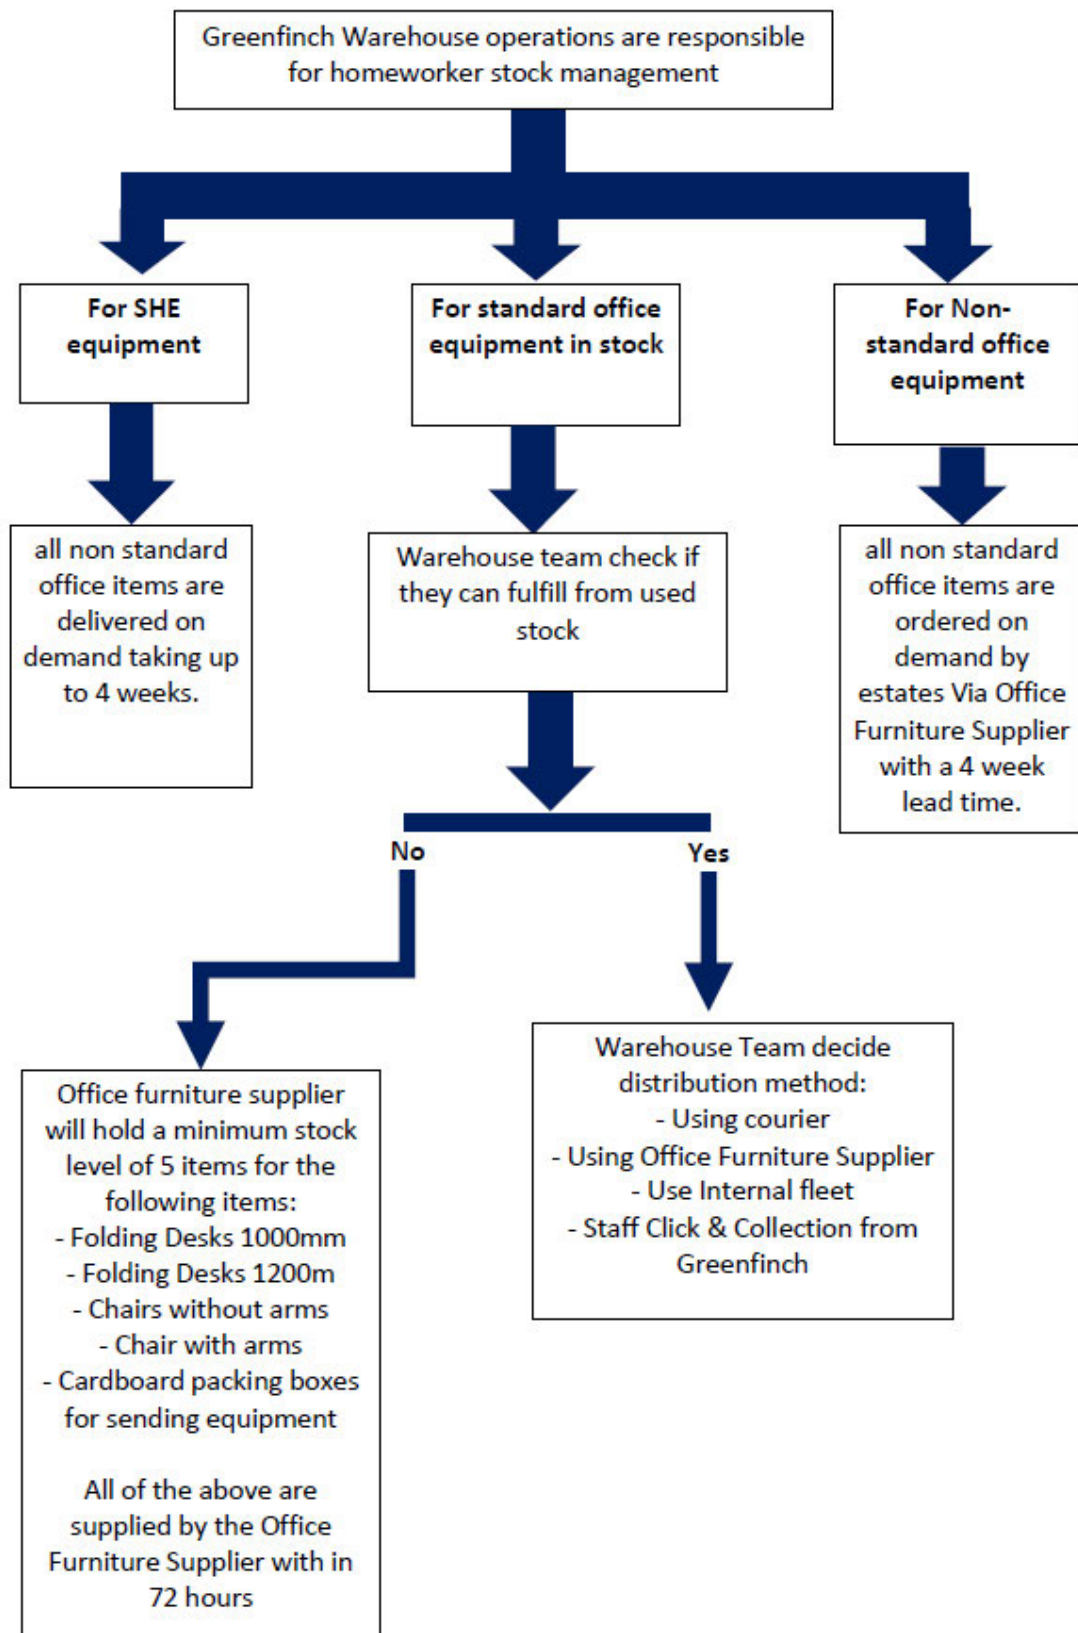 Greenfinch Warehouse operations are responsible
for homeworker stock management
For SHE
equipment
For standard office
equipment in stock
For Non-
standard office
equipment
all non standard
office items are
delivered on
demand taking up
to 4 weeks.
Warehouse team check if
they can fulfill from used
stock
all non standard
office items are
ordered on
demand by
estates Via Office
Furniture Supplier
with a 4 week
lead time.
No
Yes
Office furniture supplier
will hold a minimum stock
level of 5 items for the
following items:
- Folding Desks 1000mm
- Folding Desks 1200m
- Chairs without arms
- Chair with arms
- Cardboard packing boxes
for sending equipment
All of the above are
supplied by the Office
Furniture Supplier with in
72 hours
Warehouse Team decide
distribution method:
- Using courier
- Using Office Furniture Supplier
- Use Internal fleet
- Staff Click & Collection from
Greenfinch